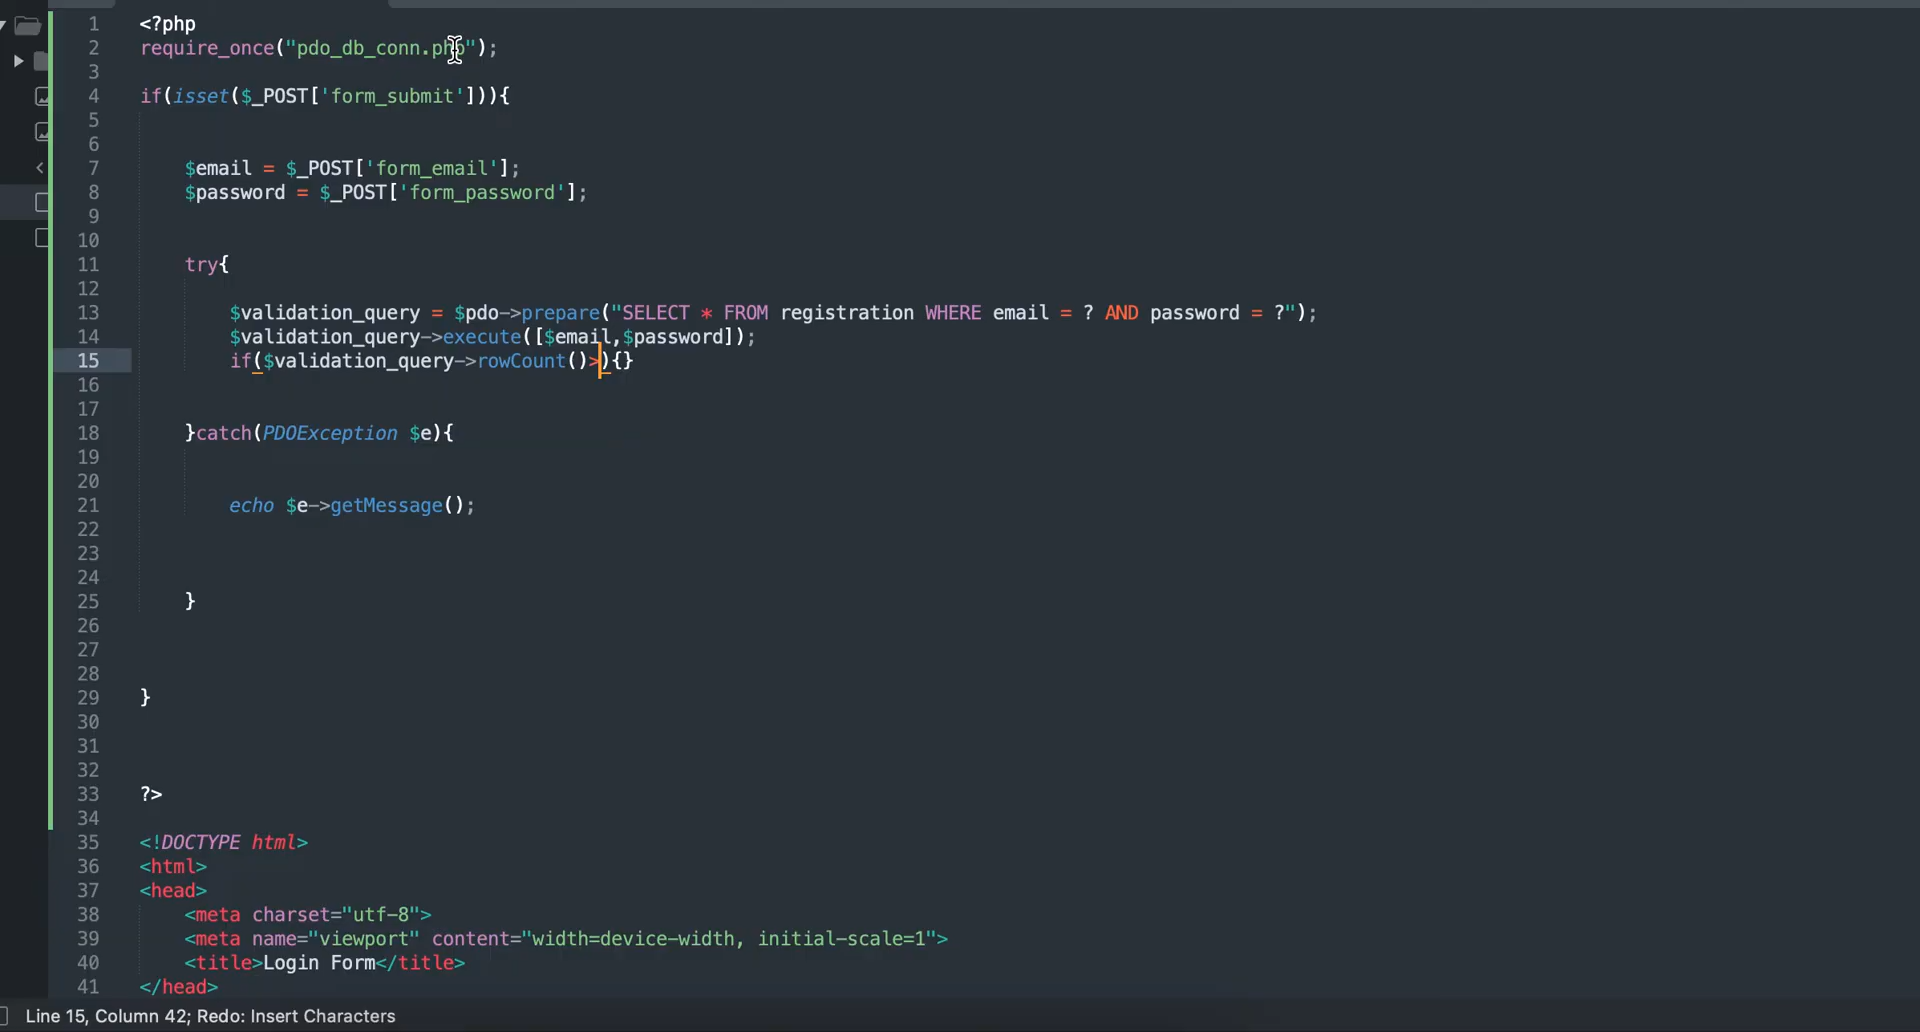 1 <?php
2 require_once("pdo_db_conn.php");
3
4 if(isset($_POST['form_submit'])){
5
6
7 $email = $_POST['form_email'];
8 $password = $_POST['form_password'];
9
10
11 try{
12
13 $validation_query = $pdo->prepare("SELECT * FROM registration WHERE email = ? AND password = ?");
14 $validation_query->execute([$email,$password]);
15 if($validation_query->rowCount()>){}
16
17
18 }catch(PDOException $e){
19
20
21 echo $e->getMessage();
22
23
24
25 }
26
27
28
29 }
30
31
32
33 ?>
34
35 <!DOCTYPE html>
36 <html>
37 <head>
38 <meta charset="utf-8">
39 <meta name="viewport" content="width=device-width, initial-scale=1">
40 <title>Login Form</title>
41 </head>
Line 15, Column 42; Redo: Insert Characters